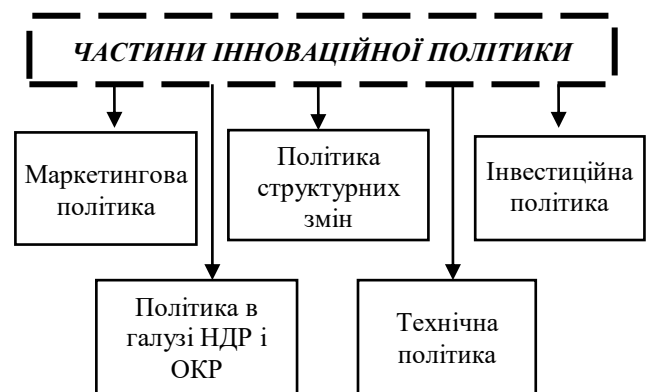 ЧАСТИНИ ІННОВАЦІЙНОЇ ПОЛІТИКИ
Маркетингова
політика
Політика
структурних
змін
Інвестиційна
політика
Політика в
галузі НДР і
ОКР
Технічна
політика